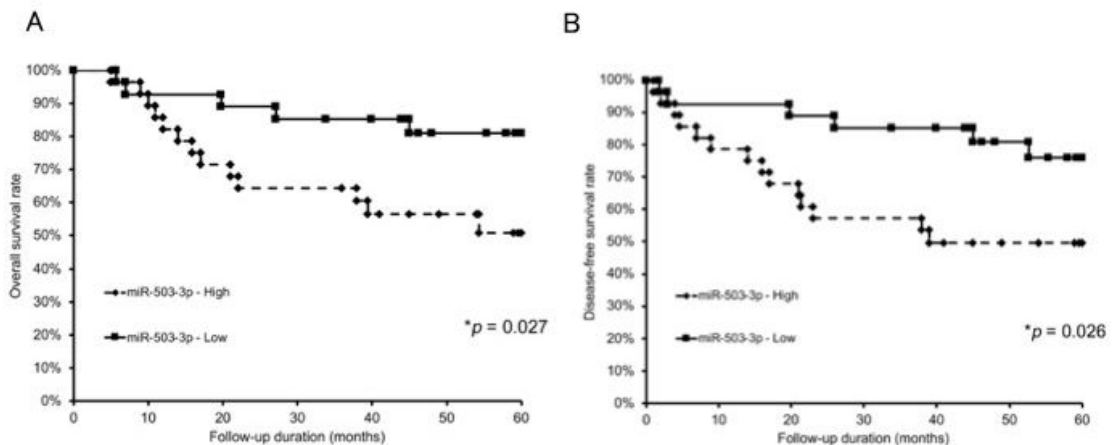 A
100%
90%
80%
70%
60%
50%
40%
30%
20%
10%
0%
Overall survival rate
miR-503-3p - High
miR-503-3p - Low
*p = 0.027
0 10 20 30 40 50 60
Follow-up duration (months)
B
100%
90%
80%
70%
60%
50%
40%
30%
20%
10%
0%
Disease-free survival rate
miR-503-3p - High
miR-503-3p - Low
*p = 0.026
0 10 20 30 40 50 60
Follow-up duration (months)